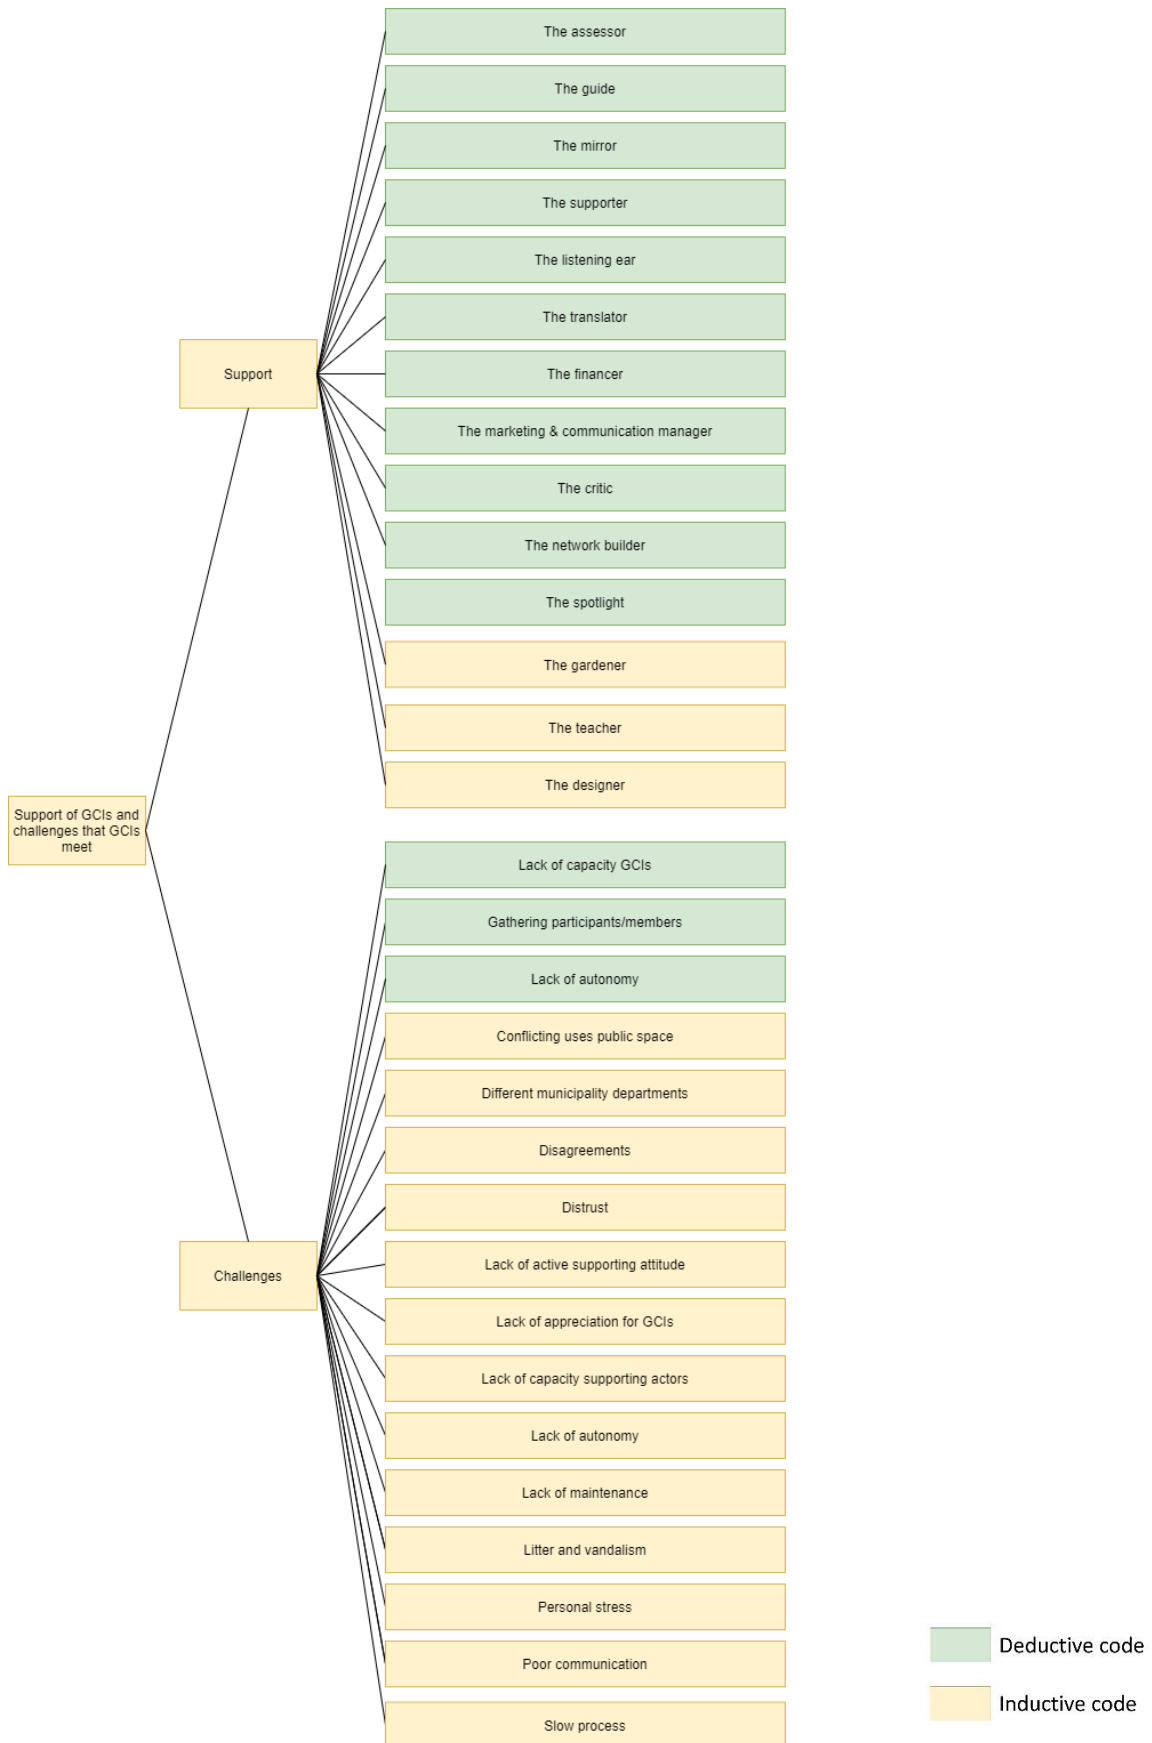 The assessor
The guide
The mirror
The supporter
The listening ear
The translator
Support
The financer
The marketing & communication manager
The critic
The network builder
The spotlight
The gardener
The teacher
The designer
Support of GCIs and
challenges that GCIs
meet
Lack of capacity GCIs
Gathering participants/members
Lack of autonomy
Conflicting uses public space
Different municipality departments
Disagreements
Distrust
Challenges
Lack of active supporting attitude
Lack of appreciation for GCIs
Lack of capacity supporting actors
Lack of autonomy
Lack of maintenance
Litter and vandalism
Personal stress
Poor communication
Slow process
Deductive code
Inductive code